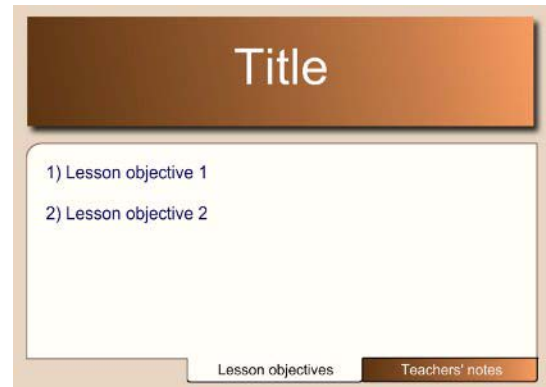 Title
1) Lesson objective 1
2) Lesson objective 2
Lesson objectives
Teachers' notes